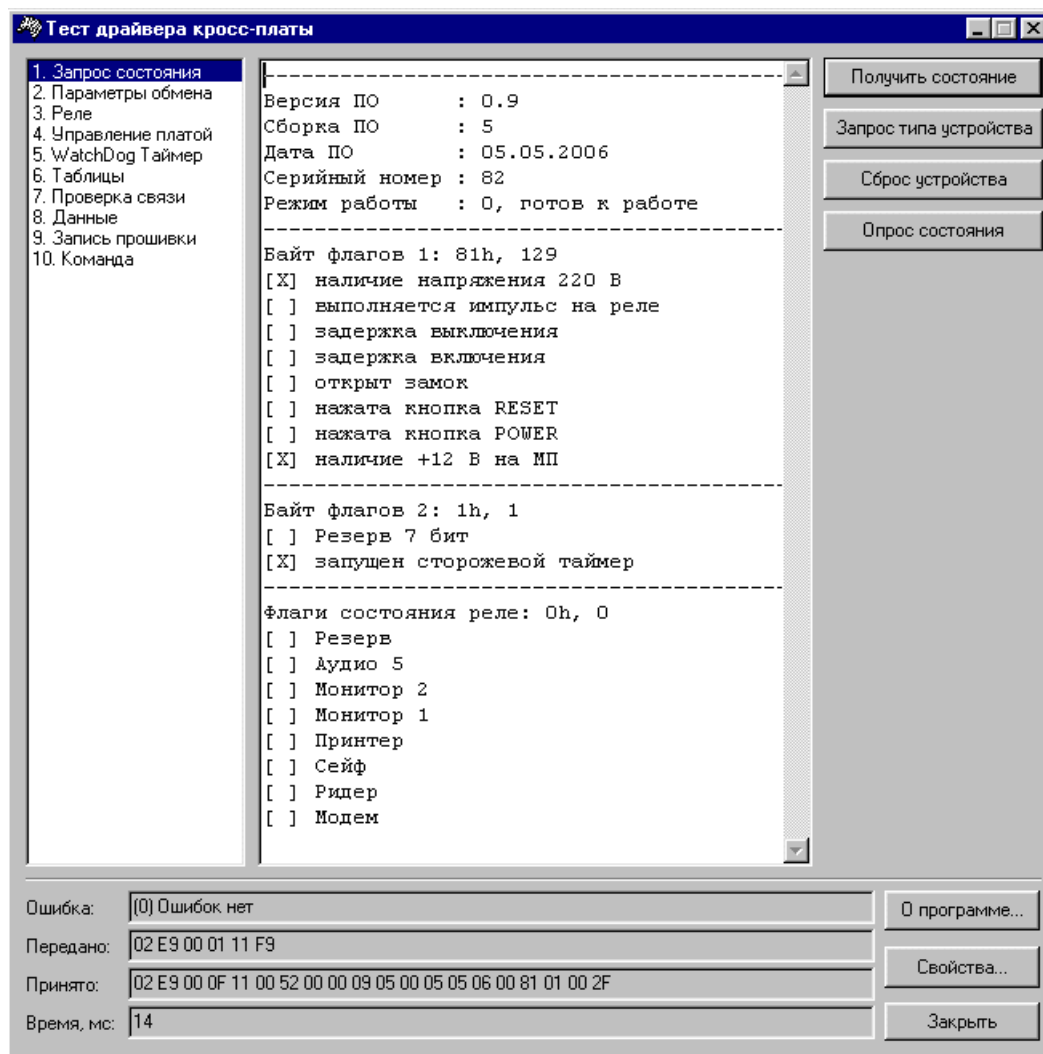 Тест драйвера кросс-платы
1. Запрос состояния
2. Параметры обмена
3. Реле
4. Управление платой
5. WatchDog Таймер
6. Таблицы
7. Проверка связи
8. Данные
9. Запись прошивки
10. Команда
-----------------------------------------
Версия ПО : 0.9
Сборка ПО : 5
Дата ПО : 05.05.2006
Серийный номер : 82
Режим работы : 0, готов к работе
-----------------------------------------
Байт флагов 1: 81h, 129
[X] наличие напряжения 220 В
[ ] выполняется импульс на реле
[ ] задержка выключения
[ ] задержка включения
[ ] открыт замок
[ ] нажата кнопка RESET
[ ] нажата кнопка POWER
[X] наличие +12 В на МП
-----------------------------------------
Байт флагов 2: 1h, 1
[ ] Резерв 7 бит
[X] запущен сторожевой таймер
-----------------------------------------
Флаги состояния реле: 0h, 0
[ ] Резерв
[ ] Аудио 5
[ ] Монитор 2
[ ] Монитор 1
[ ] Принтер
[ ] Сейф
[ ] Ридер
[ ] Модем
Получить состояние
Запрос типа устройства
Сброс устройства
Опрос состояния
Ошибка: (0) Ошибок нет
Передано: 02 E9 00 01 11 F9
Принято: 02 E9 00 0F 11 00 52 00 00 09 05 00 05 05 06 00 81 01 00 2F
Время, мс: 14
О программе...
Свойства...
Закрыть